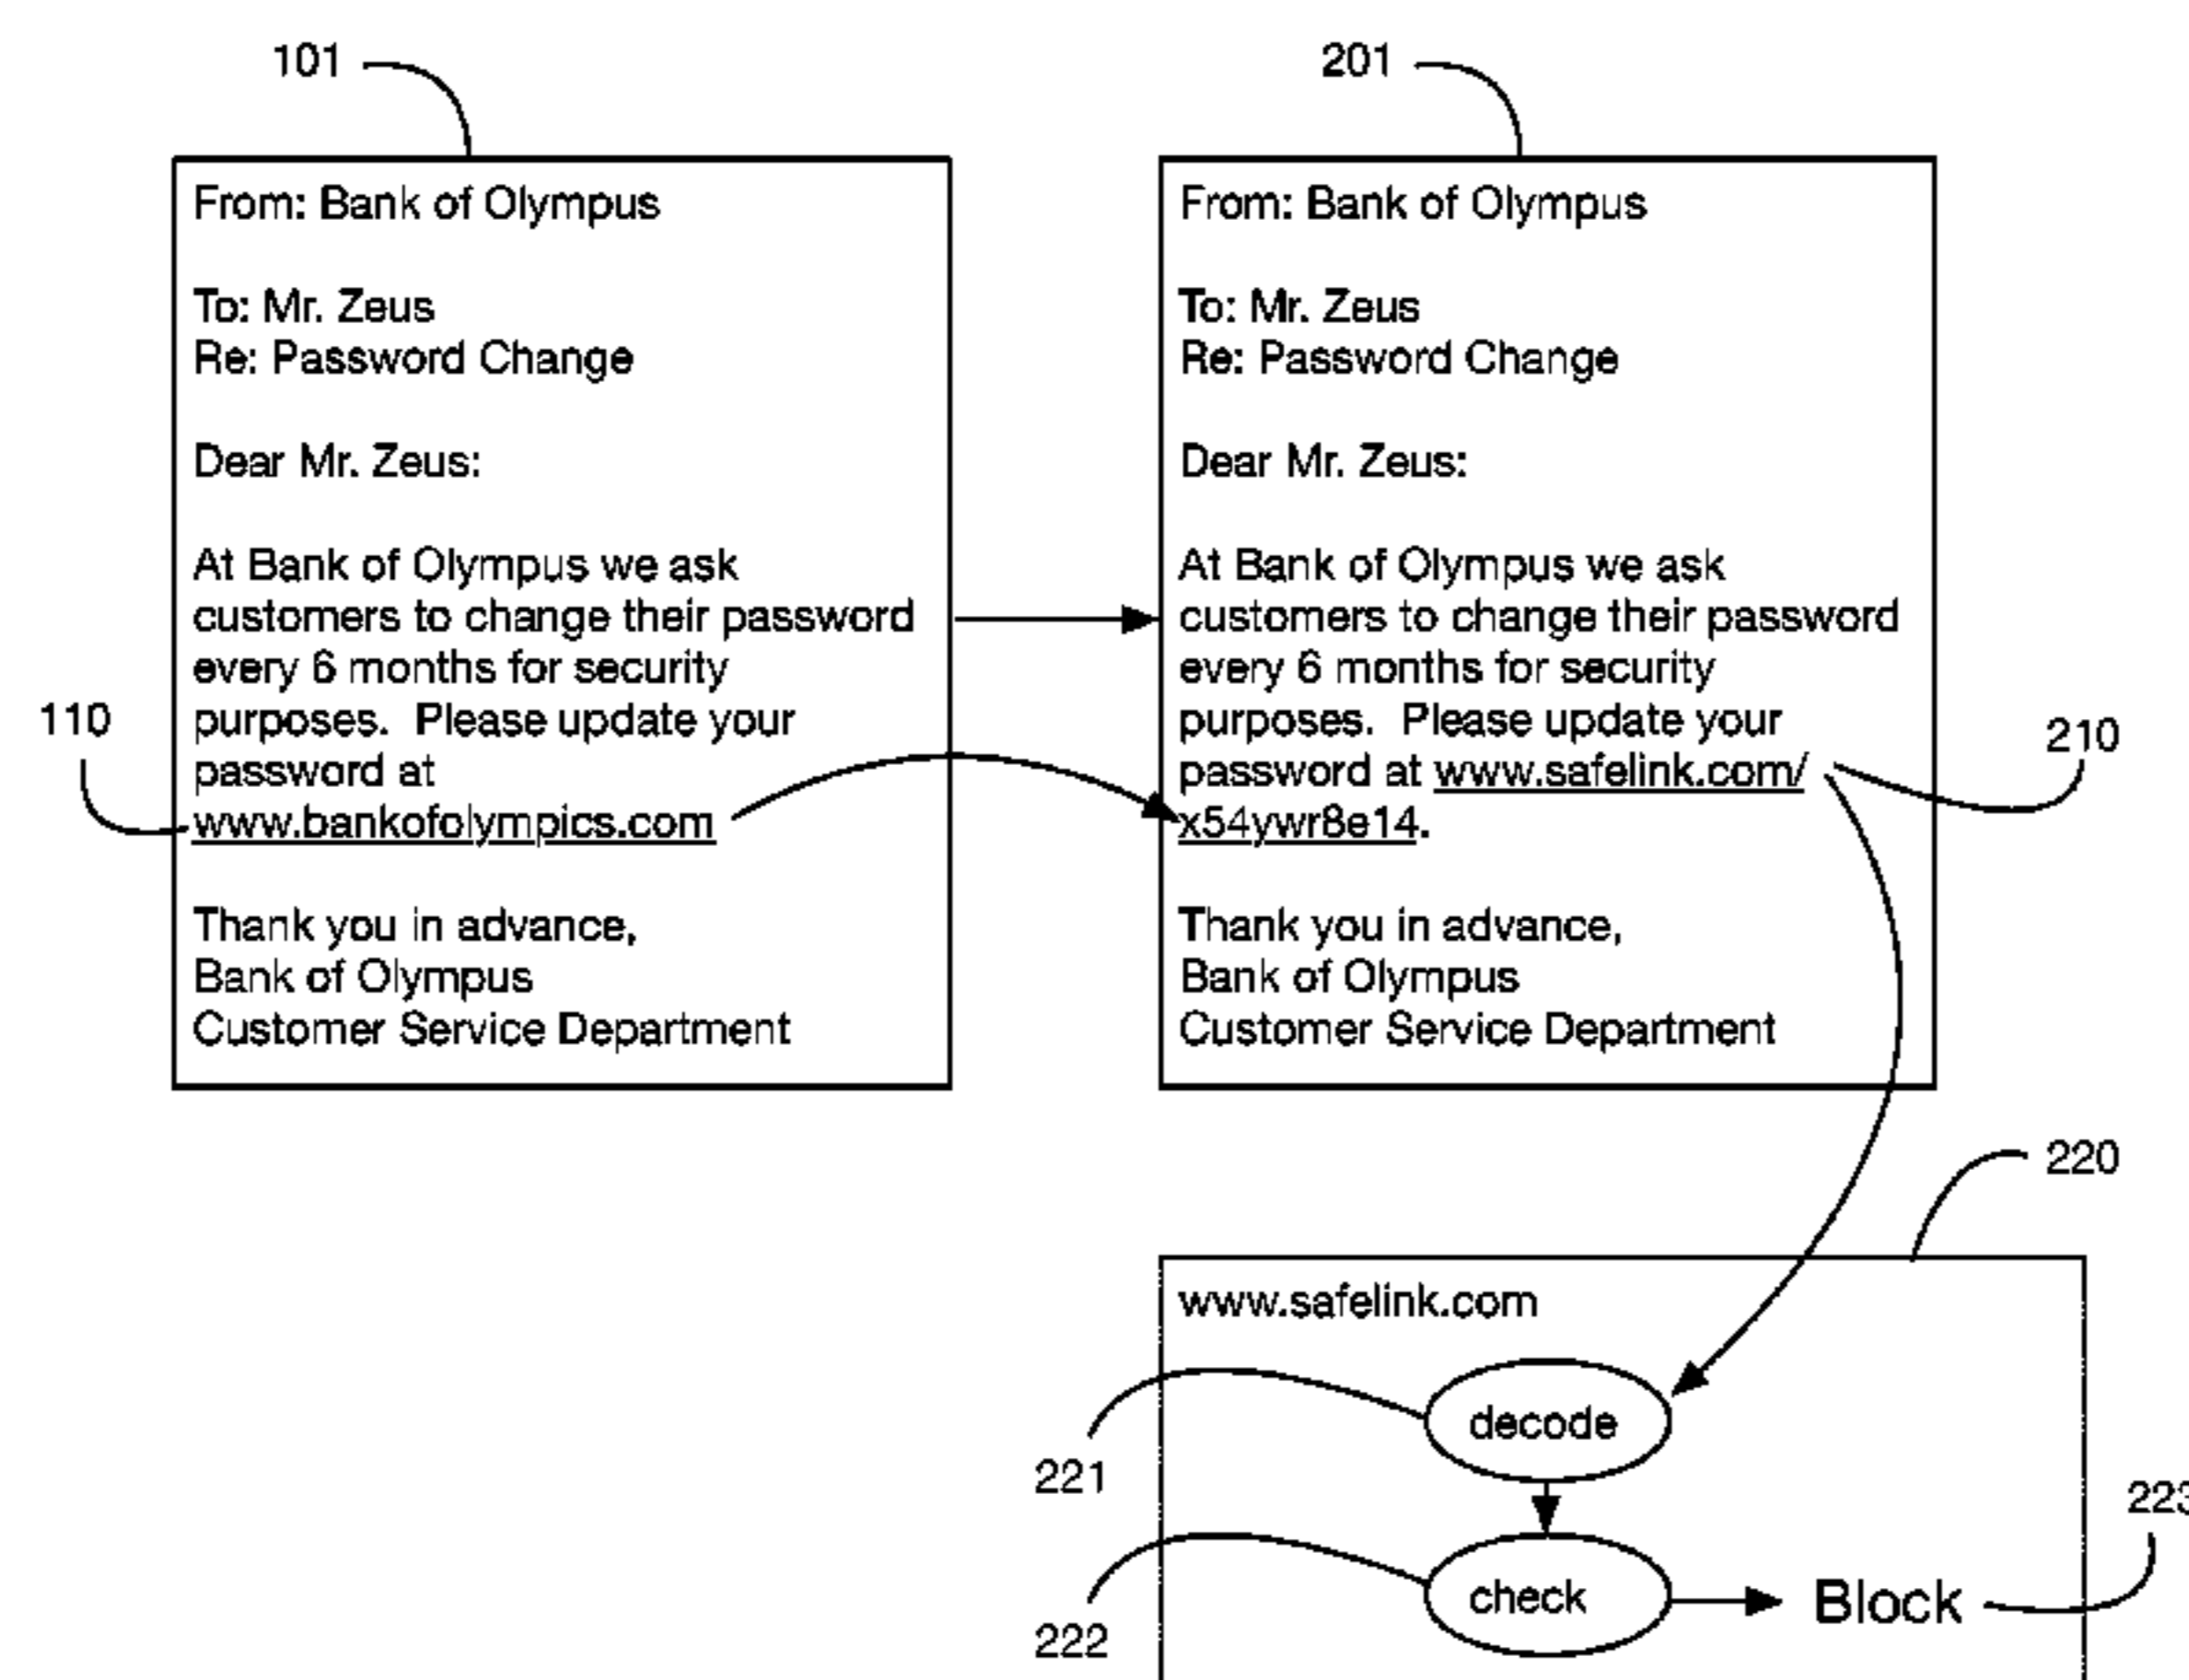 101
From: Bank of Olympus
To: Mr. Zeus
Re: Password Change
Dear Mr. Zeus:
At Bank of Olympus we ask
customers to change their password
every 6 months for security
purposes. Please update your
password at
www.bankofolympics.com
Thank you in advance,
Bank of Olympus
Customer Service Department
110
201
From: Bank of Olympus
To: Mr. Zeus
Re: Password Change
Dear Mr. Zeus:
At Bank of Olympus we ask
customers to change their password
every 6 months for security
purposes. Please update your
password at www.safelink.com/
x54ywr8e14.
Thank you in advance,
Bank of Olympus
Customer Service Department
210
220
www.safelink.com
decode
221
check
222
Block
223